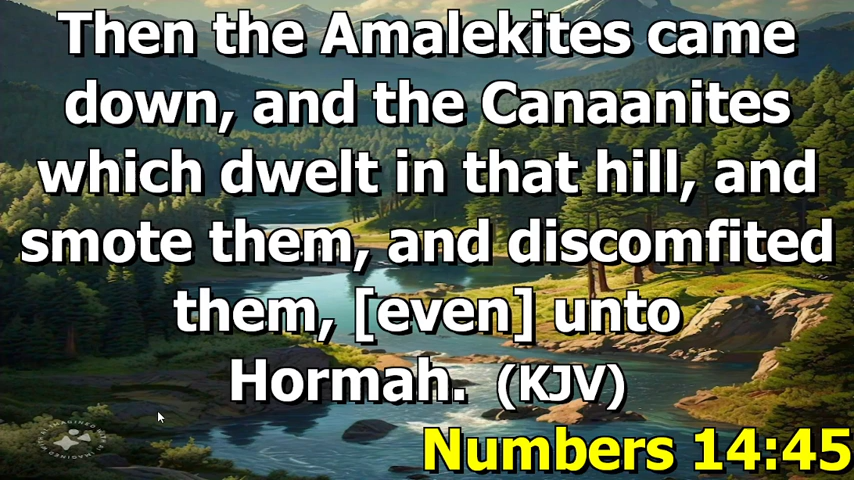 Then the Amalekites came
down, and the Canaanites
which dwelt in that hill, and
smote them, and discomfited
them, [even] unto
Hormah. (KJV)
Numbers 14:45